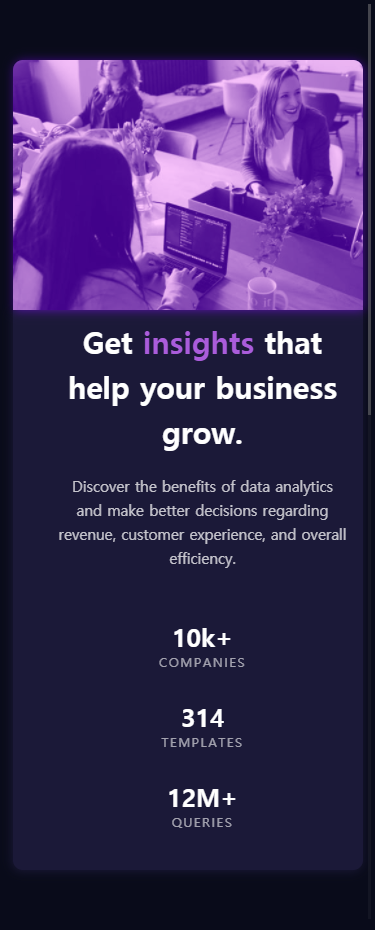 Get insights that
help your business
grow.
Discover the benefits of data analytics
and make better decisions regarding
revenue, customer experience, and overall
efficiency.
10k+
COMPANIES
314
TEMPLATES
12M+
QUERIES